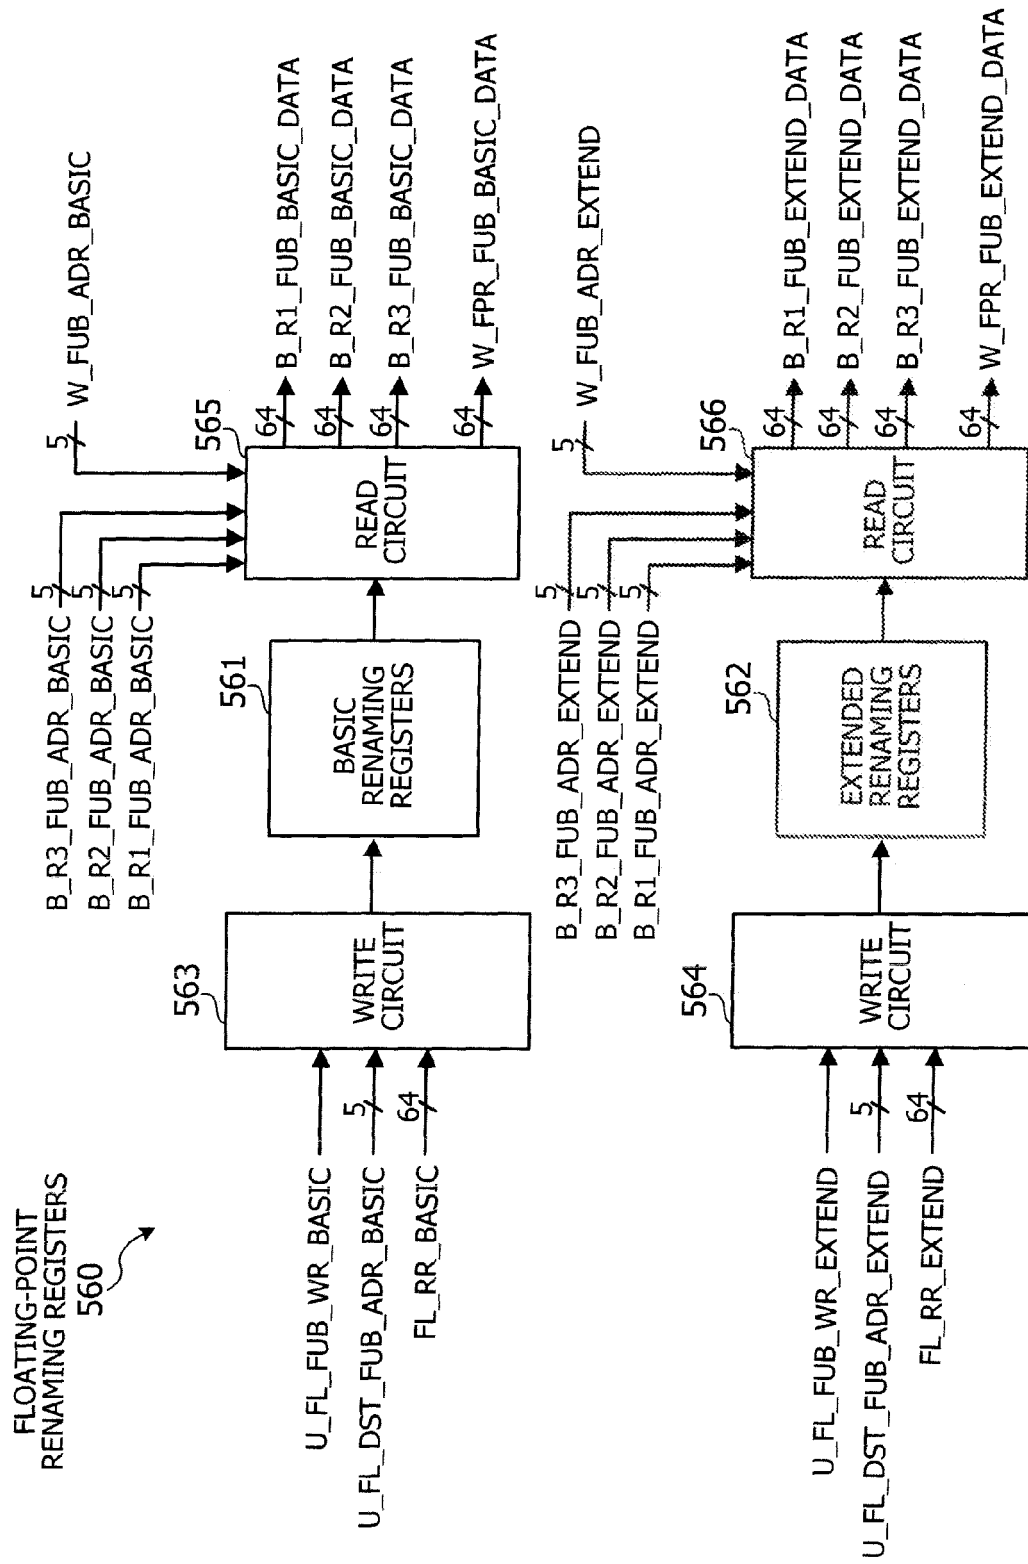 FLOATING-POINT
RENAMING REGISTERS
560
U_FL_FUB_WR_BASIC
U_FL_DST_FUB_ADR_BASIC
5
FL_RR_BASIC
64
563
WRITE
CIRCUIT
561
BASIC
RENAMING
REGISTERS
B_R3_FUB_ADR_BASIC
5
B_R2_FUB_ADR_BASIC
5
B_R1_FUB_ADR_BASIC
5
W_FUB_ADR_BASIC
5
565
READ
CIRCUIT
64
B_R1_FUB_BASIC_DATA
64
B_R2_FUB_BASIC_DATA
64
B_R3_FUB_BASIC_DATA
64
W_FPR_FUB_BASIC_DATA
U_FL_FUB_WR_EXTEND
U_FL_DST_FUB_ADR_EXTEND
5
FL_RR_EXTEND
64
564
WRITE
CIRCUIT
562
EXTENDED
RENAMING
REGISTERS
B_R3_FUB_ADR_EXTEND
5
B_R2_FUB_ADR_EXTEND
5
B_R1_FUB_ADR_EXTEND
5
W_FUB_ADR_EXTEND
5
566
READ
CIRCUIT
64
B_R1_FUB_EXTEND_DATA
64
B_R2_FUB_EXTEND_DATA
64
B_R3_FUB_EXTEND_DATA
64
W_FPR_FUB_EXTEND_DATA